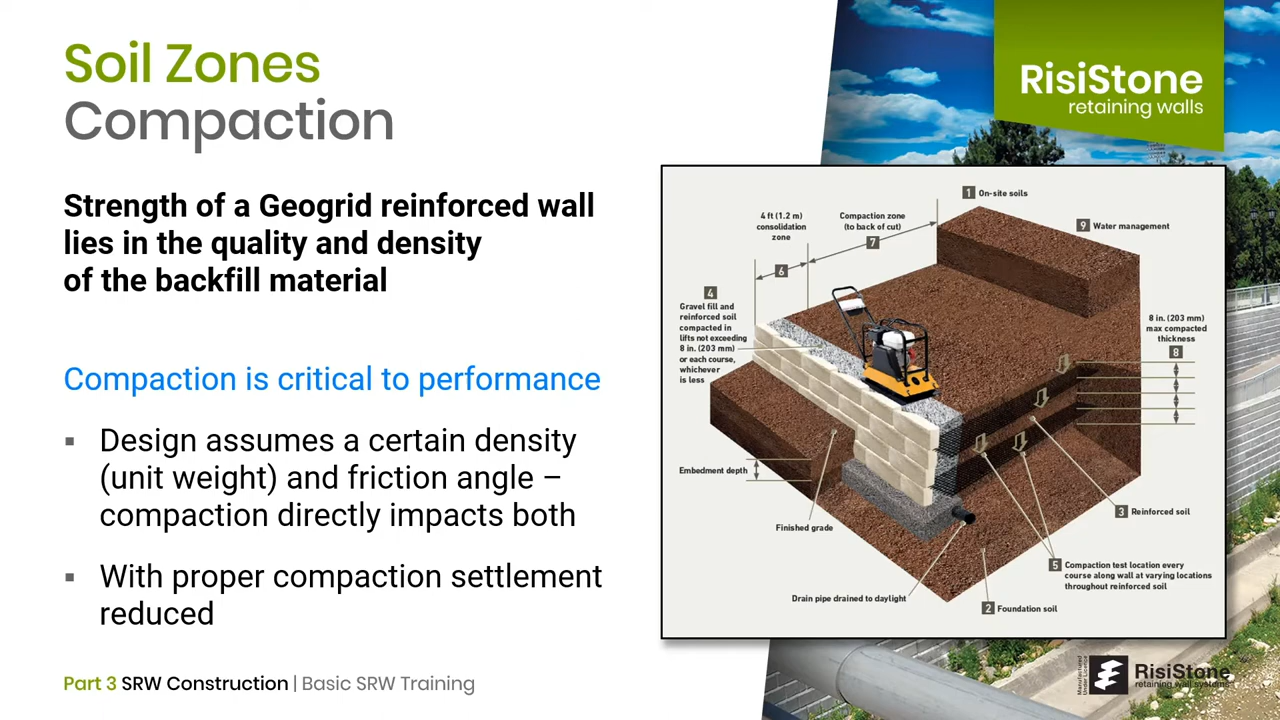 Soil Zones
Compaction
RisiStone
retaining walls
Strength of a Geogrid reinforced wall
lies in the quality and density
of the backfill material
Compaction is critical to performance
▪ Design assumes a certain density
(unit weight) and friction angle –
compaction directly impacts both
▪ With proper compaction settlement
reduced
1 On-site soils
9 Water management
4 ft (1.2 m)
consolidation
zone
6
Compaction zone
(to back of cut)
7
4
Gravel fill and
reinforced soil
compacted in
lifts not exceeding
8 in. (203 mm)
or each course,
whichever
is less
8 in. (203 mm)
max compacted
thickness
8
Embedment depth
Finished grade
3 Reinforced soil
5 Compaction test location every
course along wall at varying locations
throughout reinforced soil
Drain pipe drained to daylight
2 Foundation soil
Part 3 SRW Construction | Basic SRW Training
Manufactured
Under Licence
RisiStone
retaining wall systems